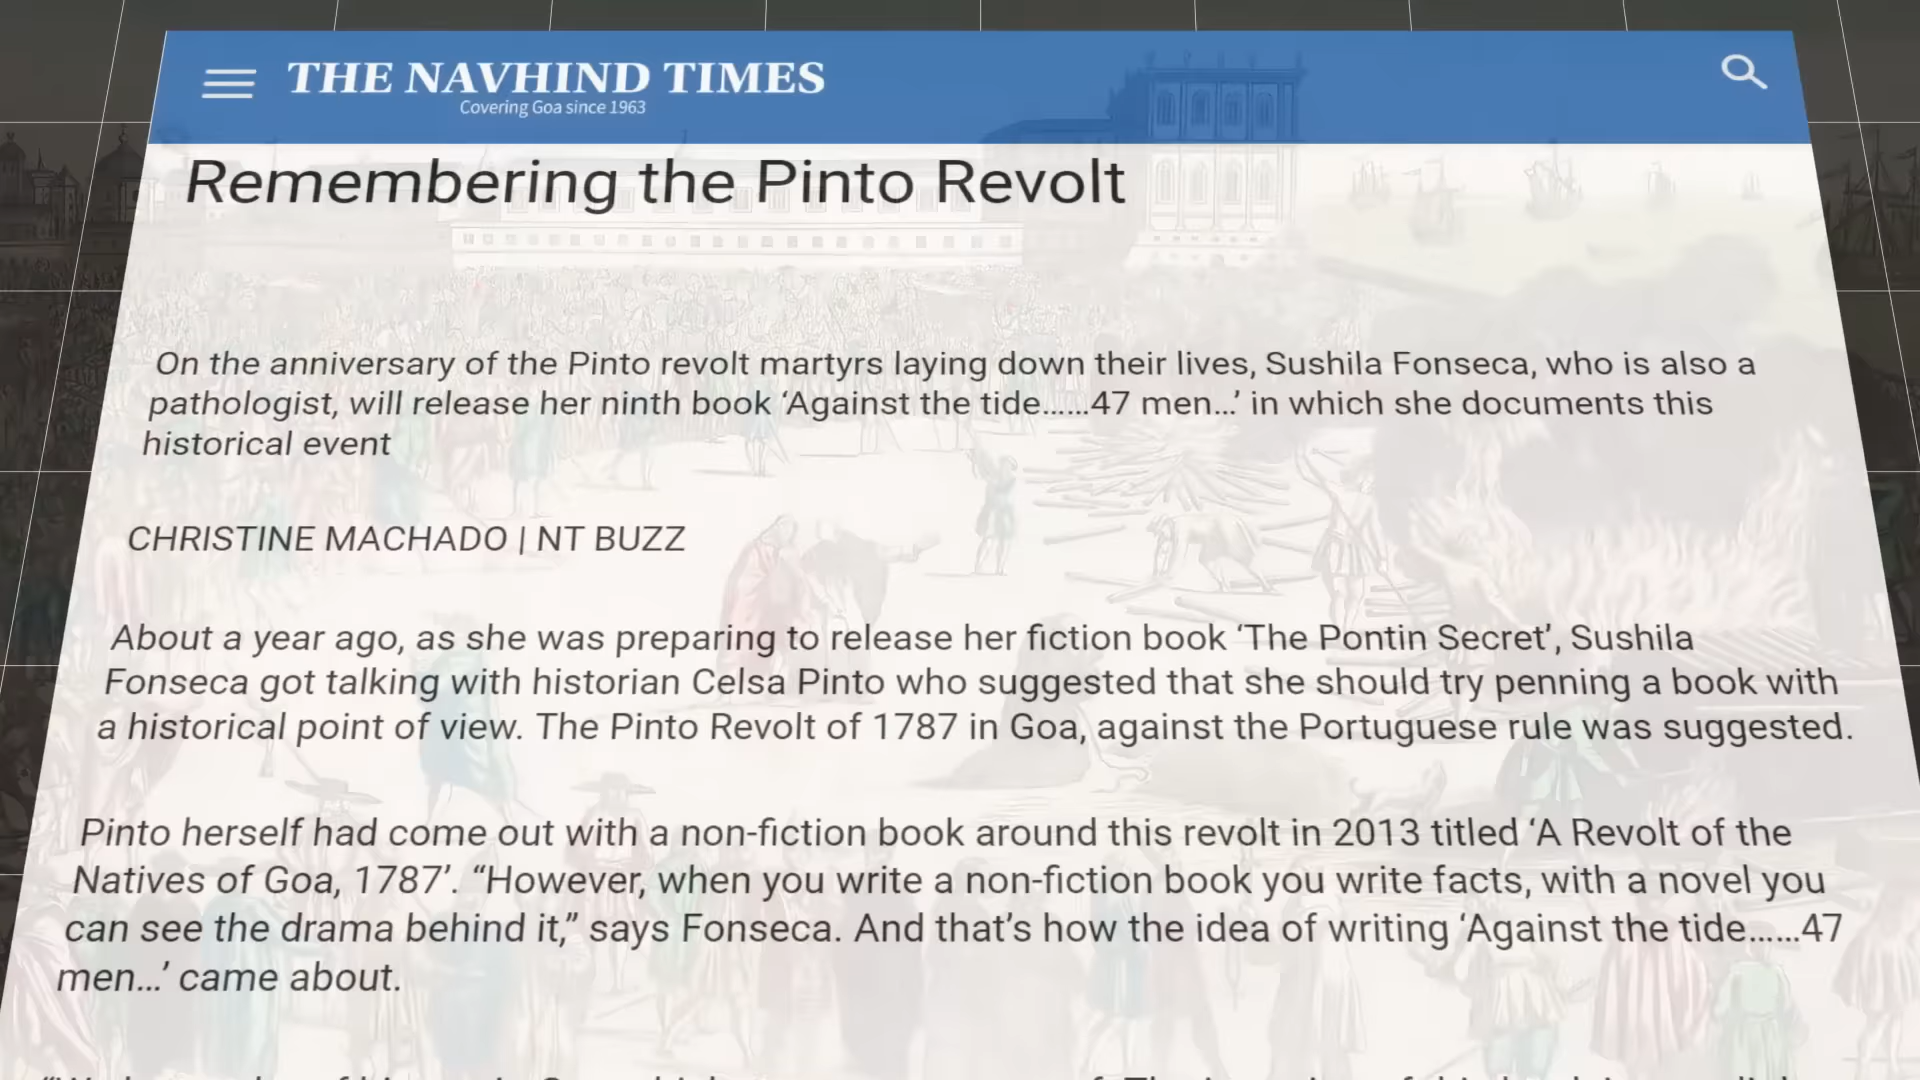 THE NAVHIND TIMES
Covering Goa since 1963
Remembering the Pinto Revolt
On the anniversary of the Pinto revolt martyrs laying down their lives, Sushila Fonseca, who is also a
pathologist, will release her ninth book ‘Against the tide……47 men…’ in which she documents this
historical event
CHRISTINE MACHADO | NT BUZZ
About a year ago, as she was preparing to release her fiction book ‘The Pontin Secret’, Sushila
Fonseca got talking with historian Celsa Pinto who suggested that she should try penning a book with
a historical point of view. The Pinto Revolt of 1787 in Goa, against the Portuguese rule was suggested.
Pinto herself had come out with a non-fiction book around this revolt in 2013 titled ‘A Revolt of the
Natives of Goa, 1787’. “However, when you write a non-fiction book you write facts, with a novel you
can see the drama behind it,” says Fonseca. And that’s how the idea of writing ‘Against the tide……47
men…’ came about.